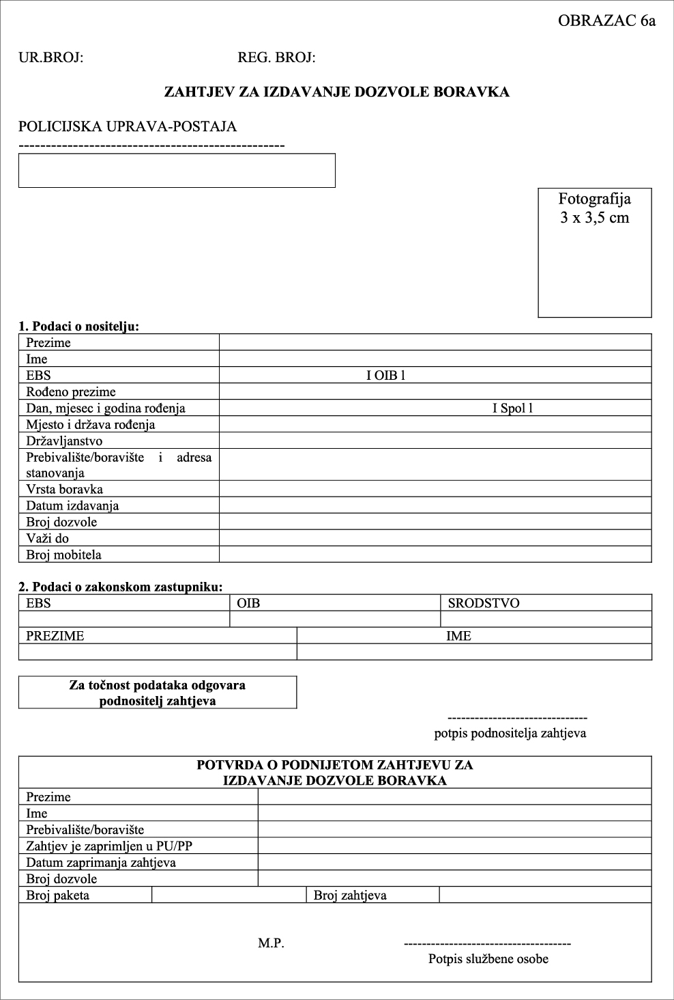 OBRAZAC 6a
UR.BROJ: REG. BROJ:
ZAHTJEV ZA IZDAVANJE DOZVOLE BORAVKA
POLICIJSKA UPRAVA-POSTAJA
-------------------------------------------------
Fotografija
3 x 3,5 cm
1. Podaci o nositelju:
Prezime
Ime
EBS I OIB l
Rođeno prezime
Dan, mjesec i godina rođenja I Spol l
Mjesto i država rođenja
Državljanstvo
Prebivalište/boravište i adresa
stanovanja
Vrsta boravka
Datum izdavanja
Broj dozvole
Važi do
Broj mobitela
2. Podaci o zakonskom zastupniku:
EBS OIB SRODSTVO
PREZIME IME
Za točnost podataka odgovara
podnositelj zahtjeva
-------------------------------
potpis podnositelja zahtjeva
POTVRDA O PODNIJETOM ZAHTJEVU ZA
IZDAVANJE DOZVOLE BORAVKA
Prezime
Ime
Prebivalište/boravište
Zahtjev je zaprimljen u PU/PP
Datum zaprimanja zahtjeva
Broj dozvole
Broj paketa Broj zahtjeva
M.P. -------------------------------------
Potpis službene osobe